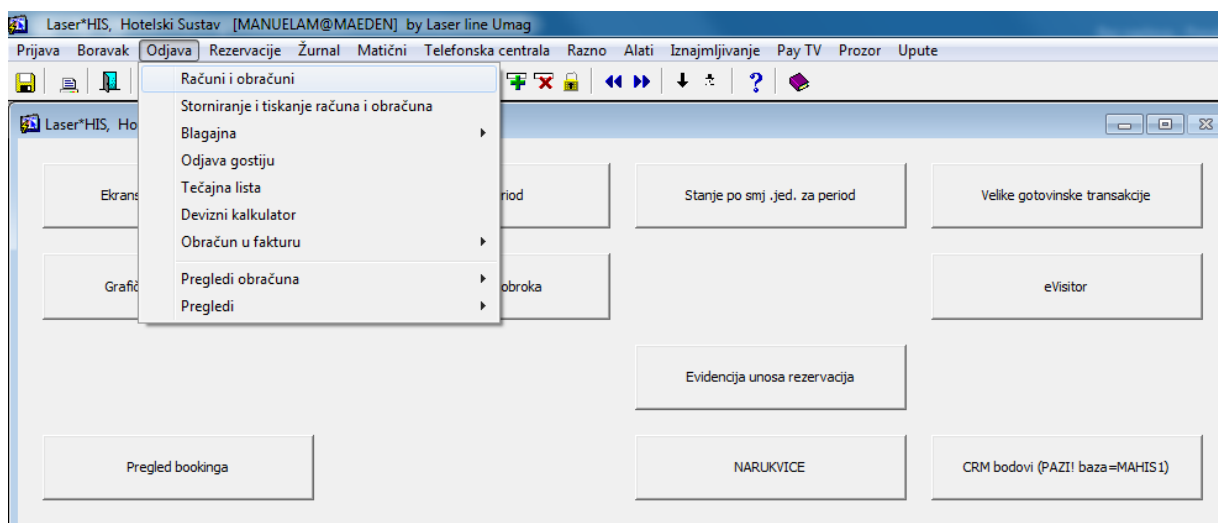 Laser*HIS, Hotelski Sustav [MANUELAM@MAEDEN] by Laser line Umag
Prijava Boravak Odjava Rezervacije Žurnal Matični Telefonska centrala Razno Alati Iznajmljivanje Pay TV Prozor Upute
Računi i obračuni
Storniranje i tiskanje računa i obračuna
Blagajna
Odjava gostiju
Tečajna lista
Devizni kalkulator
Obračun u fakturu
Pregledi obračuna
Pregledi
Laser*HIS, Ho
Stanje po smj .jed. za period
Velike gotovinske transakcije
obroka
eVisitor
Evidencija unosa rezervacija
Pregled bookinga
NARUKVICE
CRM bodovi (PAZI! baza=MAHIS1)